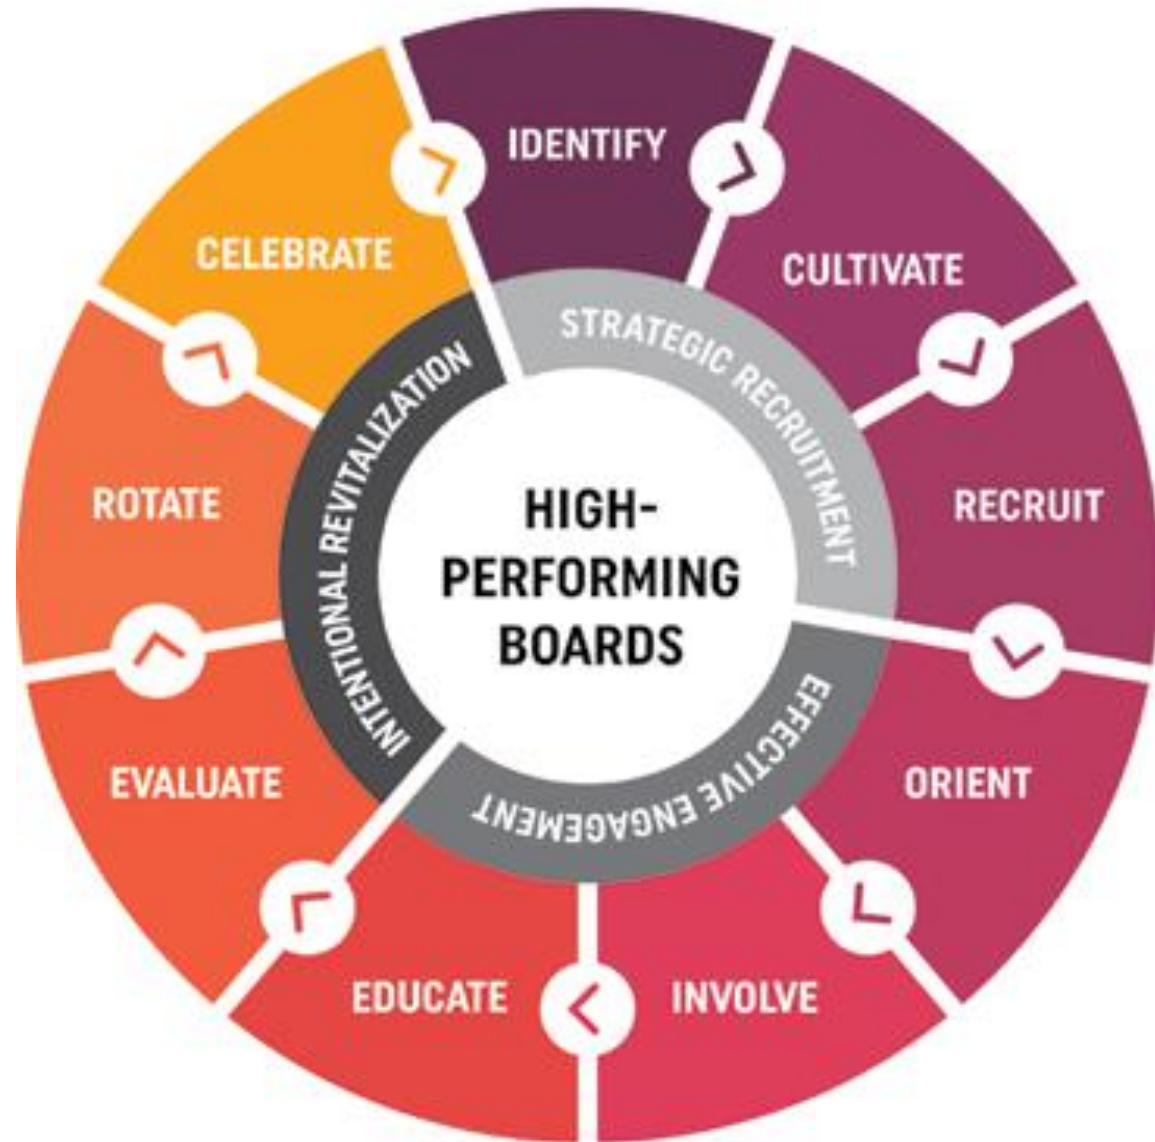 IDENTIFY
CULTIVATE
RECRUIT
ORIENT
INVOLVE
EDUCATE
EVALUATE
ROTATE
CELEBRATE
STRATEGIC RECRUITMENT
EFFECTIVE ENGAGEMENT
INTENTIONAL REVITALIZATION
HIGH-
PERFORMING
BOARDS